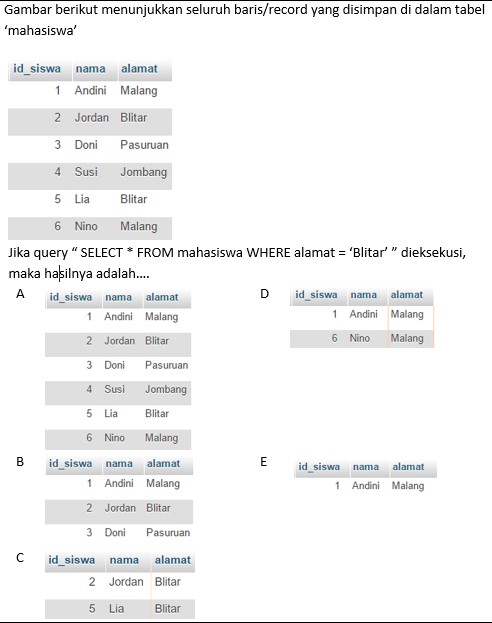 Gambar berikut menunjukkan seluruh baris/record yang disimpan di dalam tabel
‘mahasiswa’
id_siswa nama alamat
1 Andini Malang
2 Jordan Blitar
3 Doni Pasuruan
4 Susi Jombang
5 Lia Blitar
6 Nino Malang
Jika query “ SELECT * FROM mahasiswa WHERE alamat = ‘Blitar’ ” dieksekusi,
maka hasilnya adalah....
A
id_siswa nama alamat
1 Andini Malang
2 Jordan Blitar
3 Doni Pasuruan
4 Susi Jombang
5 Lia Blitar
6 Nino Malang
B
id_siswa nama alamat
1 Andini Malang
2 Jordan Blitar
3 Doni Pasuruan
C
id_siswa nama alamat
2 Jordan Blitar
5 Lia Blitar
D
id_siswa nama alamat
1 Andini Malang
6 Nino Malang
E
id_siswa nama alamat
1 Andini Malang